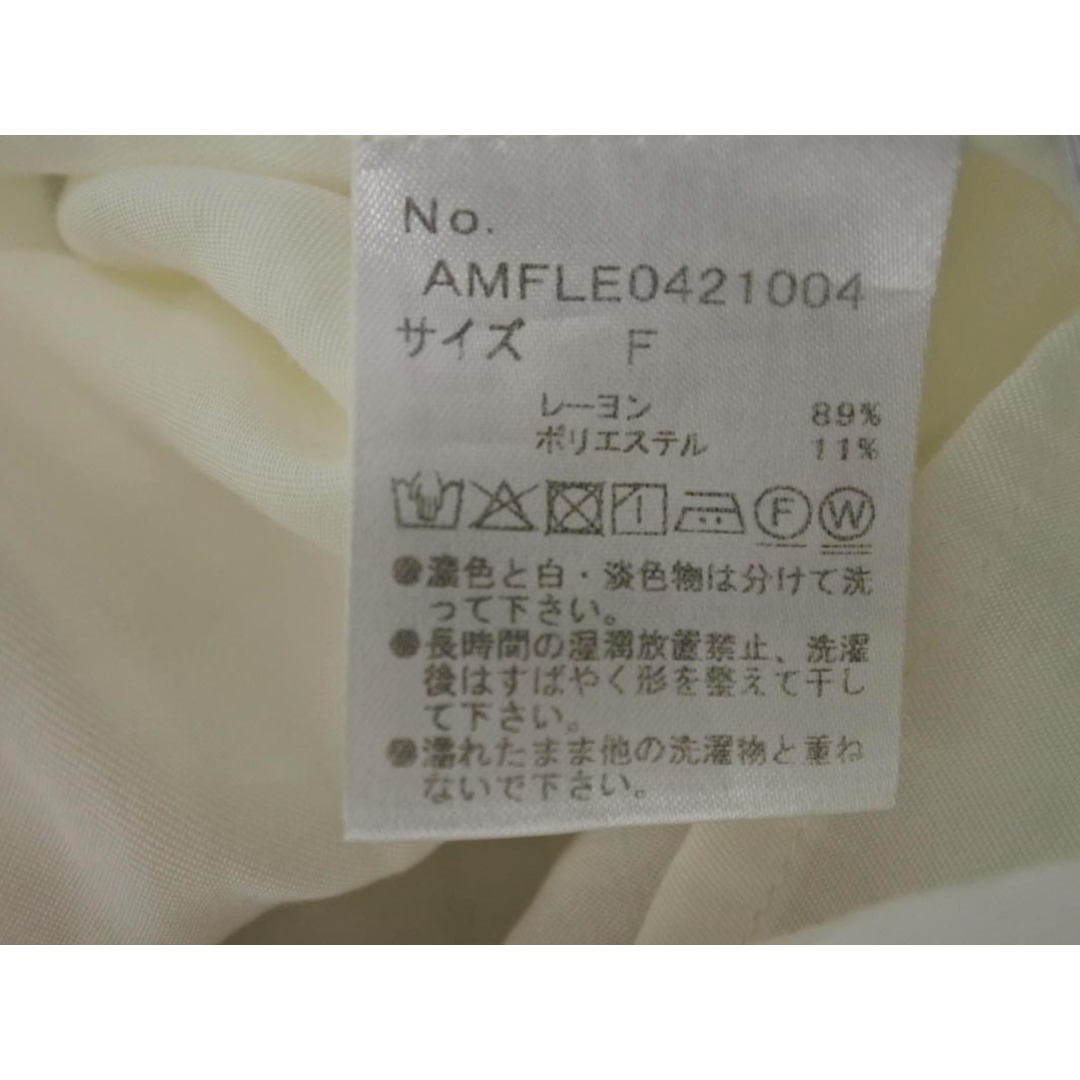 No.
AMFLE0421004
サイズ F
レーヨン 89%
ポリエステル 11%
F W
●濃色と白・淡色物は分けて洗
って下さい。
●長時間の湿潤放置禁止、洗濯
後はすばやく形を整えて干し
て下さい。
●濡れたまま他の洗濯物と重ね
ないで下さい。